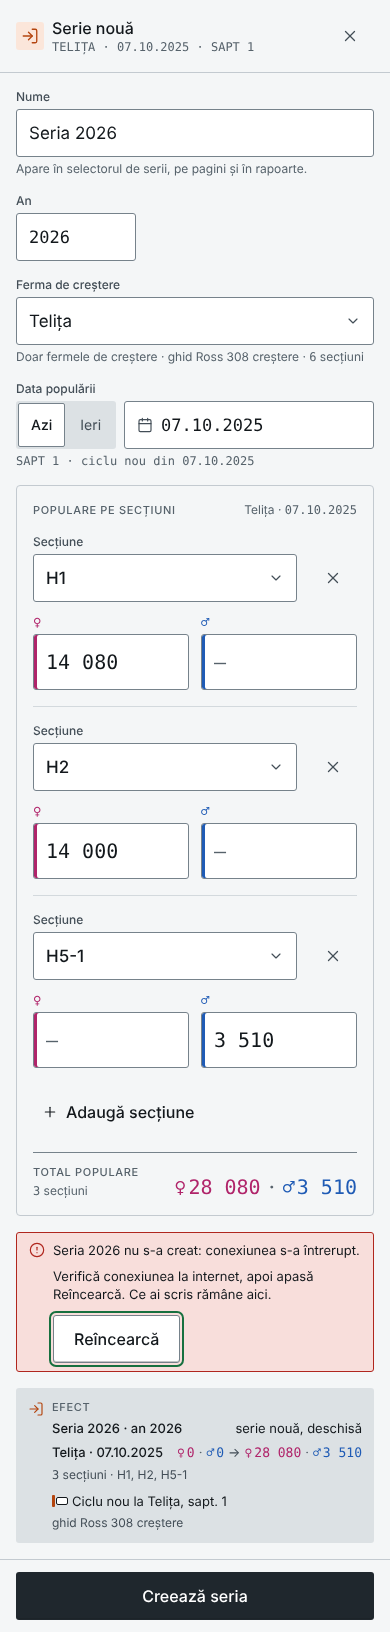 Serie nouă
TELIȚA · 07.10.2025 · SAPT 1
Nume
Seria 2026
Apare în selectorul de serii, pe pagini și în rapoarte.
An
2026
Ferma de creștere
Telița
Doar fermele de creștere · ghid Ross 308 creștere · 6 secțiuni
Data populării
Azi Ieri 07.10.2025
SAPT 1 · ciclu nou din 07.10.2025
POPULARE PE SECȚIUNI Telița · 07.10.2025
Secțiune
H1
♀ ♂
14 080 —
Secțiune
H2
♀ ♂
14 000 —
Secțiune
H5-1
♀ ♂
— 3 510
+ Adaugă secțiune
TOTAL POPULARE
3 secțiuni ♀28 080 · ♂3 510
Seria 2026 nu s-a creat: conexiunea s-a întrerupt.
Verifică conexiunea la internet, apoi apasă
Reîncearcă. Ce ai scris rămâne aici.
Reîncearcă
EFECT
Seria 2026 · an 2026 serie nouă, deschisă
Telița · 07.10.2025 ♀0 · ♂0 → ♀28 080 · ♂3 510
3 secțiuni · H1, H2, H5-1
Ciclu nou la Telița, sapt. 1
ghid Ross 308 creștere
Creează seria